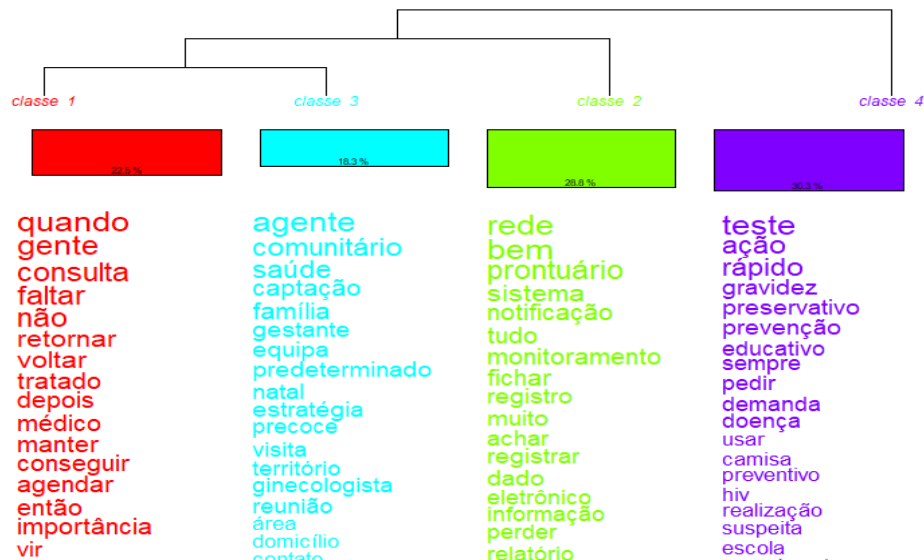 classe 1
classe 3
classe 2
classe 4
22.5 %
18.3 %
28.8 %
30.3 %
quando
gente
consulta
faltar
não
retornar
voltar
tratado
depois
médico
manter
conseguir
agendar
então
importância
vir
agente
comunitário
saúde
captação
família
gestante
equipa
predeterminado
natal
estratégia
precoce
visita
território
ginecologista
reunião
área
domicílio
contato
rede
bem
prontuário
sistema
notificação
tudo
monitoramento
fichar
registro
muito
achar
registrar
dado
eletrônico
informação
perder
relatório
teste
ação
rápido
gravidez
preservativo
prevenção
educativo
sempre
pedir
demanda
doença
usar
camisa
preventivo
hiv
realização
suspeita
escola